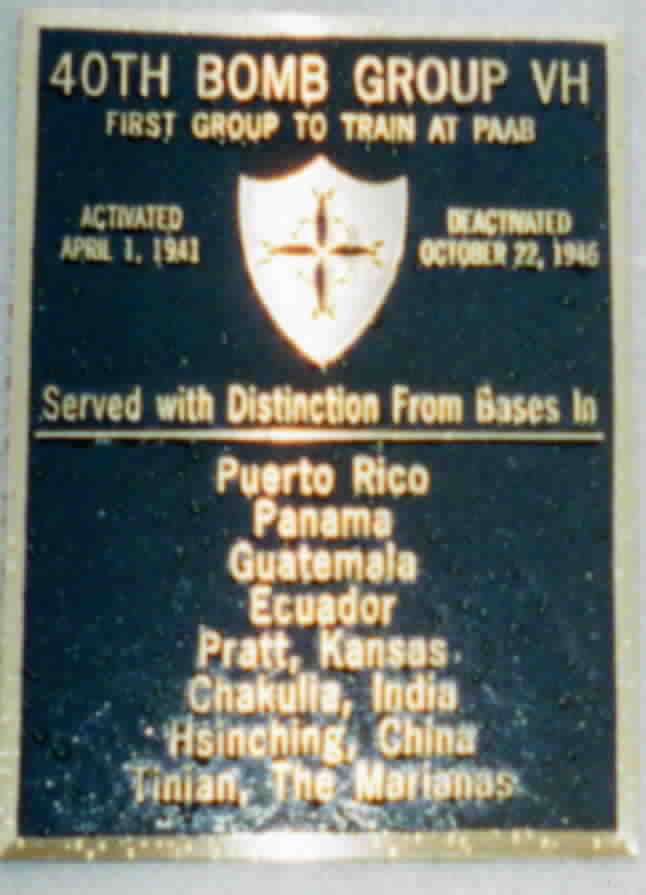 40TH BOMB GROUP VH
FIRST GROUP TO TRAIN AT PAAB
ACTIVATED
APRIL 1, 1941
DEACTIVATED
OCTOBER 22, 1946
Served with Distinction From Bases In
Puerto Rico
Panama
Guatemala
Ecuador
Pratt, Kansas
Chakulia, India
Hsinching, China
Tinian, The Marianas